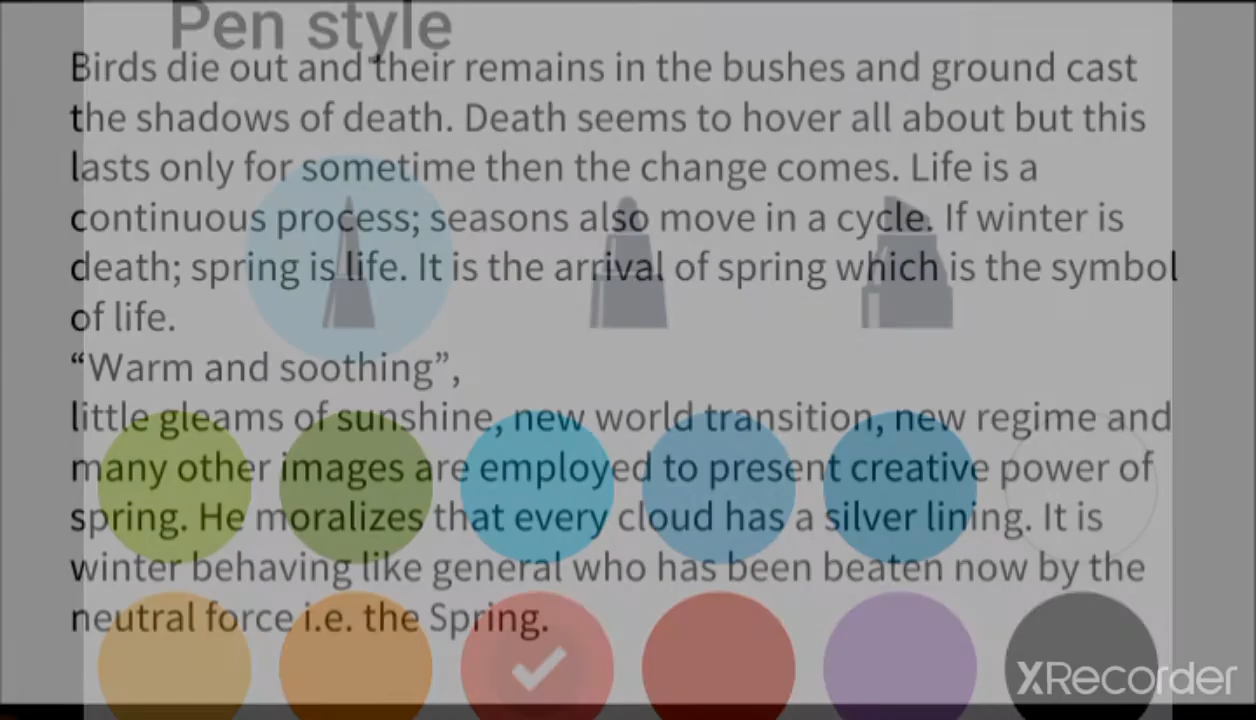 Pen style
Birds die out and their remains in the bushes and ground cast
the shadows of death. Death seems to hover all about but this
lasts only for sometime then the change comes. Life is a
continuous process; seasons also move in a cycle. If winter is
death; spring is life. It is the arrival of spring which is the symbol
of life.
“Warm and soothing”,
little gleams of sunshine, new world transition, new regime and
many other images are employed to present creative power of
spring. He moralizes that every cloud has a silver lining. It is
winter behaving like general who has been beaten now by the
neutral force i.e. the Spring.
XRecorder